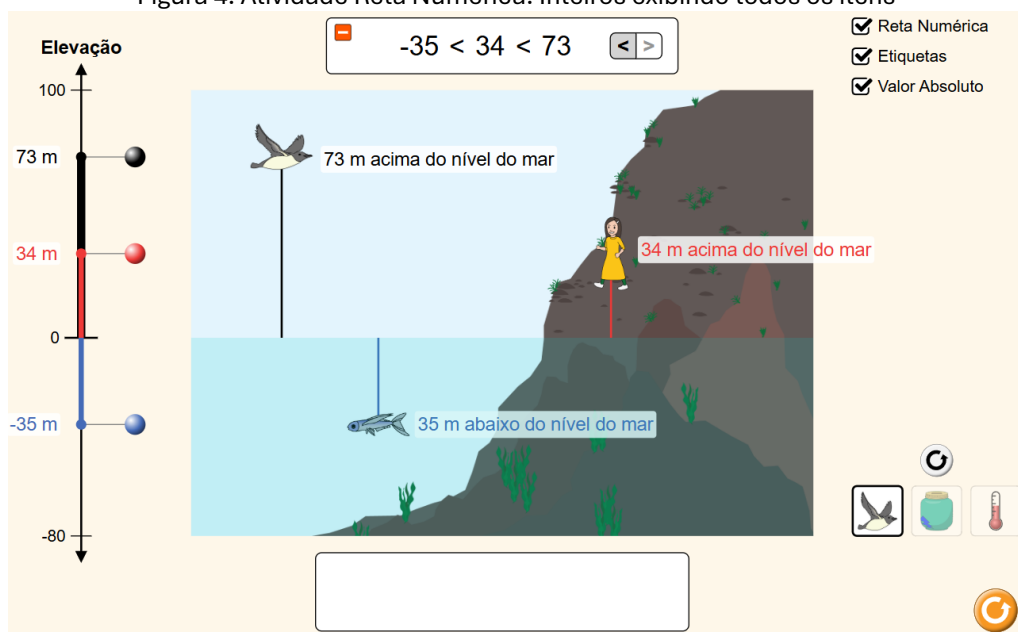 Figura 4: Atividade Reta Numérica: Inteiros exibindo todos os itens
-35 < 34 < 73
< >
Reta Numérica
Etiquetas
Valor Absoluto
Elevação
100
73 m
73 m acima do nível do mar
34 m
34 m acima do nível do mar
0
-35 m
35 m abaixo do nível do mar
-80